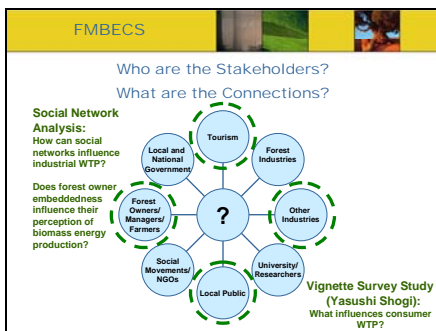 FMBECS
Who are the Stakeholders?
What are the Connections?
Social Network
Analysis:
How can social
networks influence
industrial WTP?
Does forest owner
embeddedness
influence their
perception of
biomass energy
production?
Tourism
Local and
National
Government
Forest
Industries
Forest
Owners/
Managers/
Farmers
?
Other
Industries
Social
Movements/
NGOs
University/
Researchers
Local Public
Vignette Survey Study
(Yasushi Shogi):
What influences consumer
WTP?